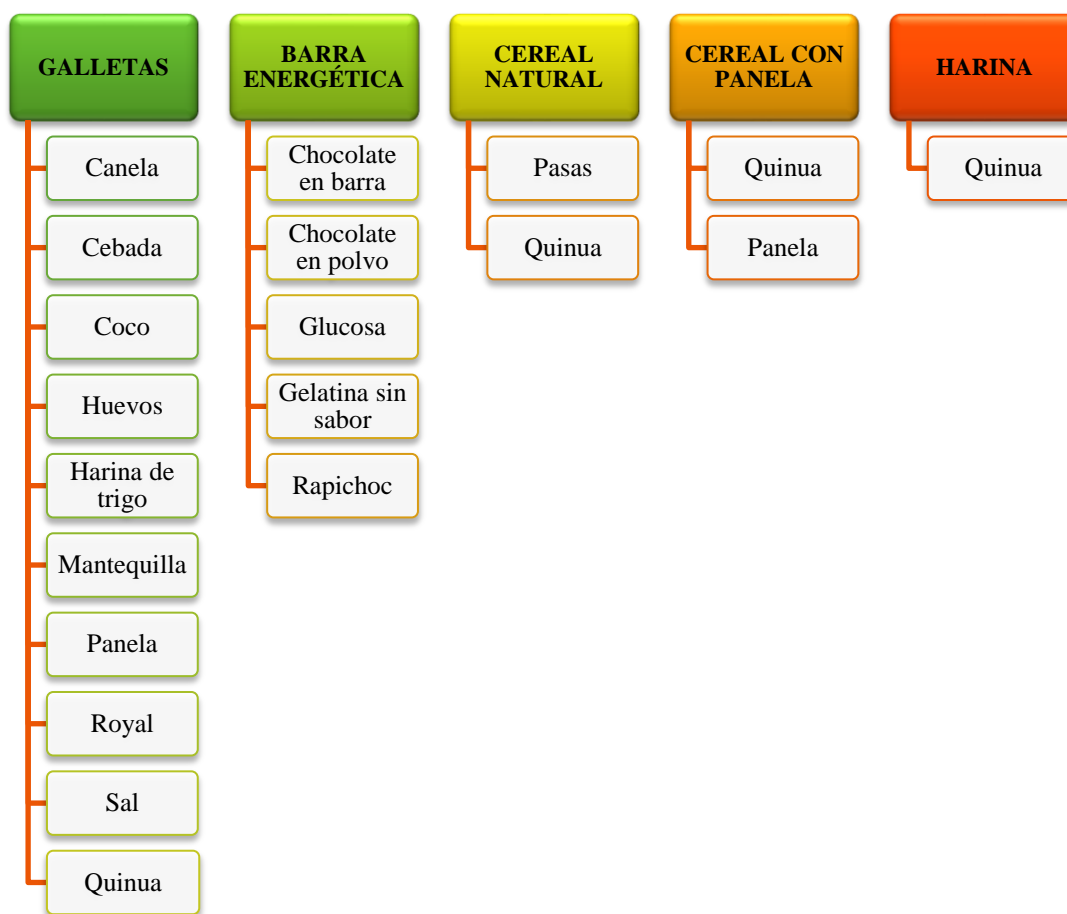 GALLETAS
Canela
Cebada
Coco
Huevos
Harina de
trigo
Mantequilla
Panela
Royal
Sal
Quinua
BARRA
ENERGÉTICA
Chocolate
en barra
Chocolate
en polvo
Glucosa
Gelatina sin
sabor
Rapichoc
CEREAL
NATURAL
Pasas
Quinua
CEREAL CON
PANELA
Quinua
Panela
HARINA
Quinua